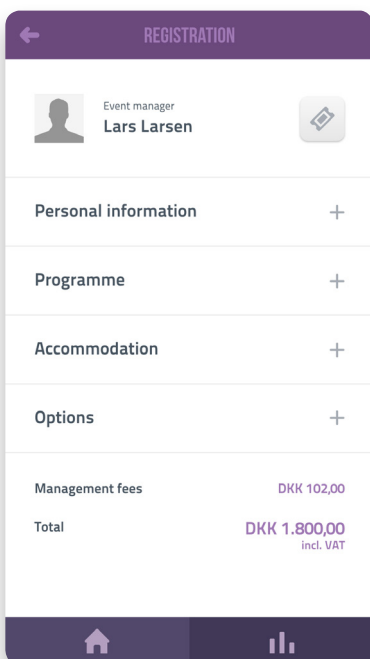 REGISTRATION
Event manager
Lars Larsen
Personal information
Programme
Accommodation
Options
Management fees DKK 102,00
Total DKK 1.800,00
incl. VAT